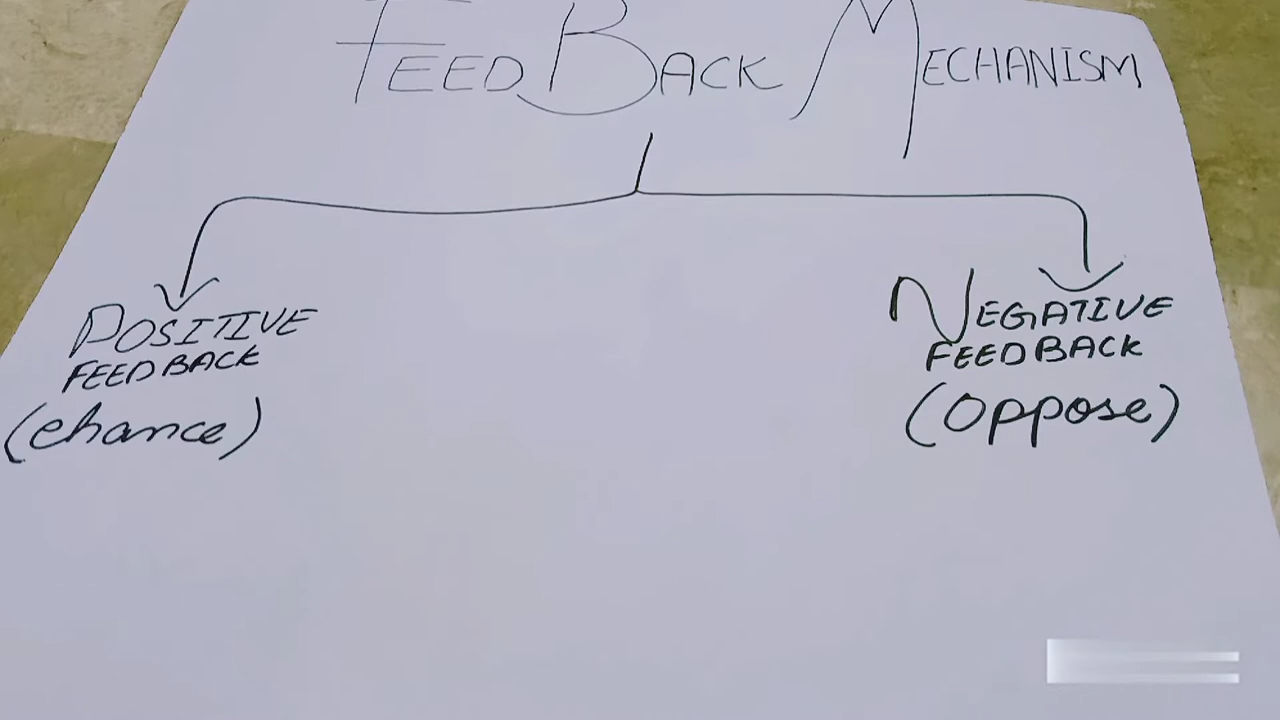 FEEDBACK MECHANISM
POSITIVE
FEEDBACK
(ehance)
NEGATIVE
FEEDBACK
(oppose)